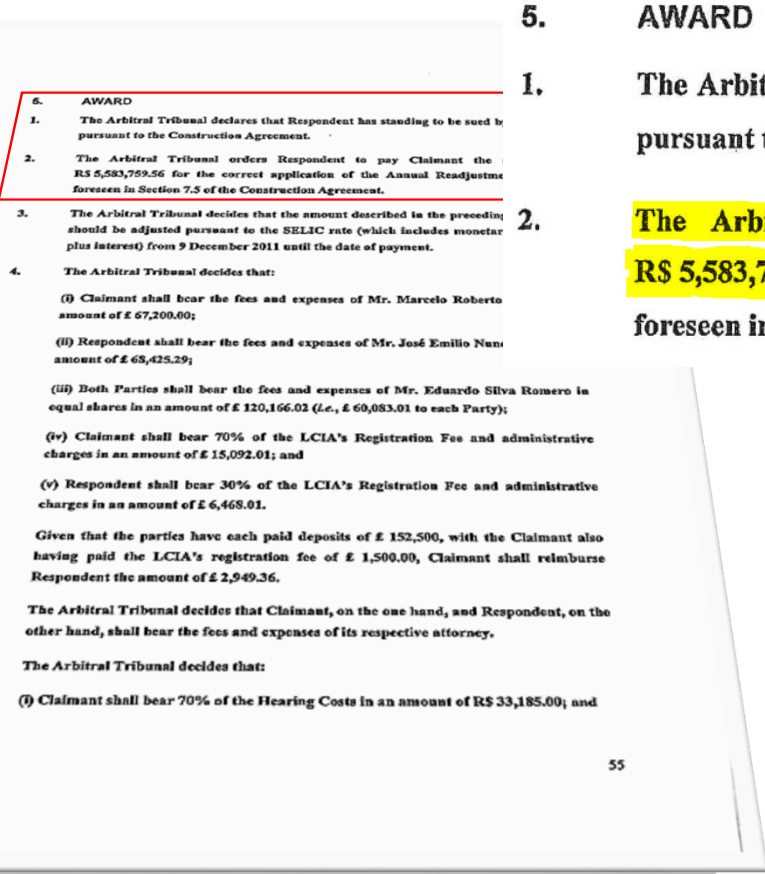 5. AWARD
1. The Arbitral Tribunal declares that Respondent has standing to be sued
pursuant to the Construction Agreement.
2. The Arbitral Tribunal orders Respondent to pay Claimant the
R$ 5,583,759.56 for the correct application of the Annual Readjustme
foreseen in Section 7.5 of the Construction Agreement.
3. The Arbitral Tribunal decides that the amount described in the preceding
should be adjusted pursuant to the SELIC rate (which includes monetar
plus interest) from 9 December 2011 until the date of payment.
4. The Arbitral Tribunal decides that:
(i) Claimant shall bear the fees and expenses of Mr. Marcelo Roberto
amount of £ 67,200.00;
(ii) Respondent shall bear the fees and expenses of Mr. José Emilio Nune
amount of £ 68,425.29;
(iii) Both Parties shall bear the fees and expenses of Mr. Eduardo Silva Romero in
equal shares in an amount of £ 120,166.02 (i.e., £ 60,083.01 to each Party);
(iv) Claimant shall bear 70% of the LCIA's Registration Fee and administrative
charges in an amount of £ 15,092.01; and
(v) Respondent shall bear 30% of the LCIA's Registration Fee and administrative
charges in an amount of £ 6,468.01.
Given that the parties have each paid deposits of £ 152,500, with the Claimant also
having paid the LCIA's registration fee of £ 1,500.00, Claimant shall reimburse
Respondent the amount of £ 2,949.36.
The Arbitral Tribunal decides that Claimant, on the one hand, and Respondent, on the
other hand, shall bear the fees and expenses of its respective attorney.
The Arbitral Tribunal decides that:
(i) Claimant shall bear 70% of the Hearing Costs in an amount of R$ 33,185.00; and
55
5. AWARD
1. The Arbit
pursuant t
2. The Arbi
R$ 5,583,7
foreseen in